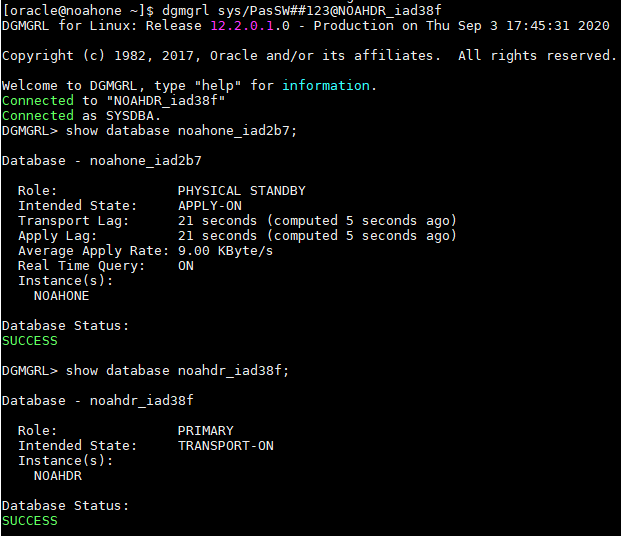 [oracle@noahone ~]$ dgmgrl sys/PasSW##123@NOAHDR_iad38f
DGMGRL for Linux: Release 12.2.0.1.0 - Production on Thu Sep 3 17:45:31 2020
Copyright (c) 1982, 2017, Oracle and/or its affiliates.  All rights reserved.
Welcome to DGMGRL, type "help" for information.
Connected to "NOAHDR_iad38f"
Connected as SYSDBA.
DGMGRL> show database noahone_iad2b7;
Database - noahone_iad2b7
  Role:               PHYSICAL STANDBY
  Intended State:     APPLY-ON
  Transport Lag:      21 seconds (computed 5 seconds ago)
  Apply Lag:          21 seconds (computed 5 seconds ago)
  Average Apply Rate: 9.00 KByte/s
  Real Time Query:    ON
  Instance(s):
    NOAHONE
Database Status:
SUCCESS
DGMGRL> show database noahdr_iad38f;
Database - noahdr_iad38f
  Role:               PRIMARY
  Intended State:     TRANSPORT-ON
  Instance(s):
    NOAHDR
Database Status:
SUCCESS